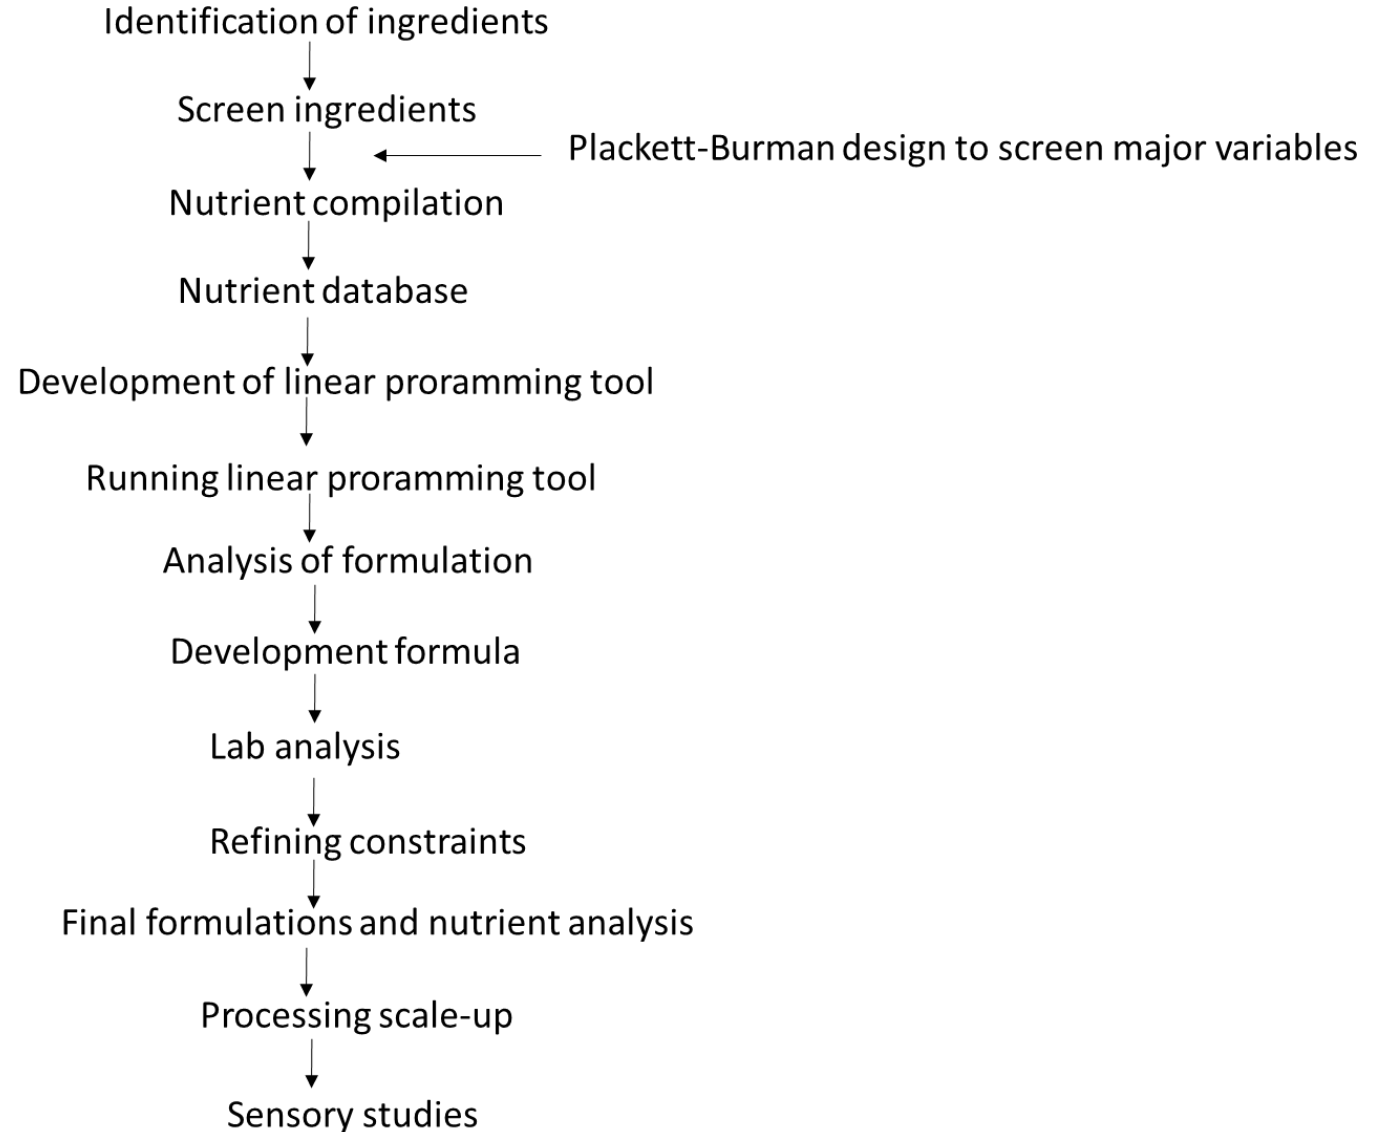 Identification of ingredients
Screen ingredients
Plackett-Burman design to screen major variables
Nutrient compilation
Nutrient database
Development of linear proramming tool
Running linear proramming tool
Analysis of formulation
Development formula
Lab analysis
Refining constraints
Final formulations and nutrient analysis
Processing scale-up
Sensory studies